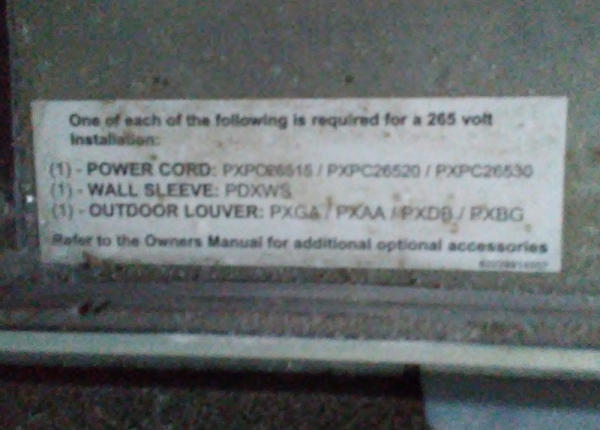 One of each of the following is required for a 265 volt
Installation:
(1) - POWER CORD: PXPC26515 / PXPC26520 / PXPC26530
(1) - WALL SLEEVE: PDXWS
(1) - OUTDOOR LOUVER: PXGA / PXAA / PXDB / PXBG
Refer to the Owners Manual for additional optional accessories